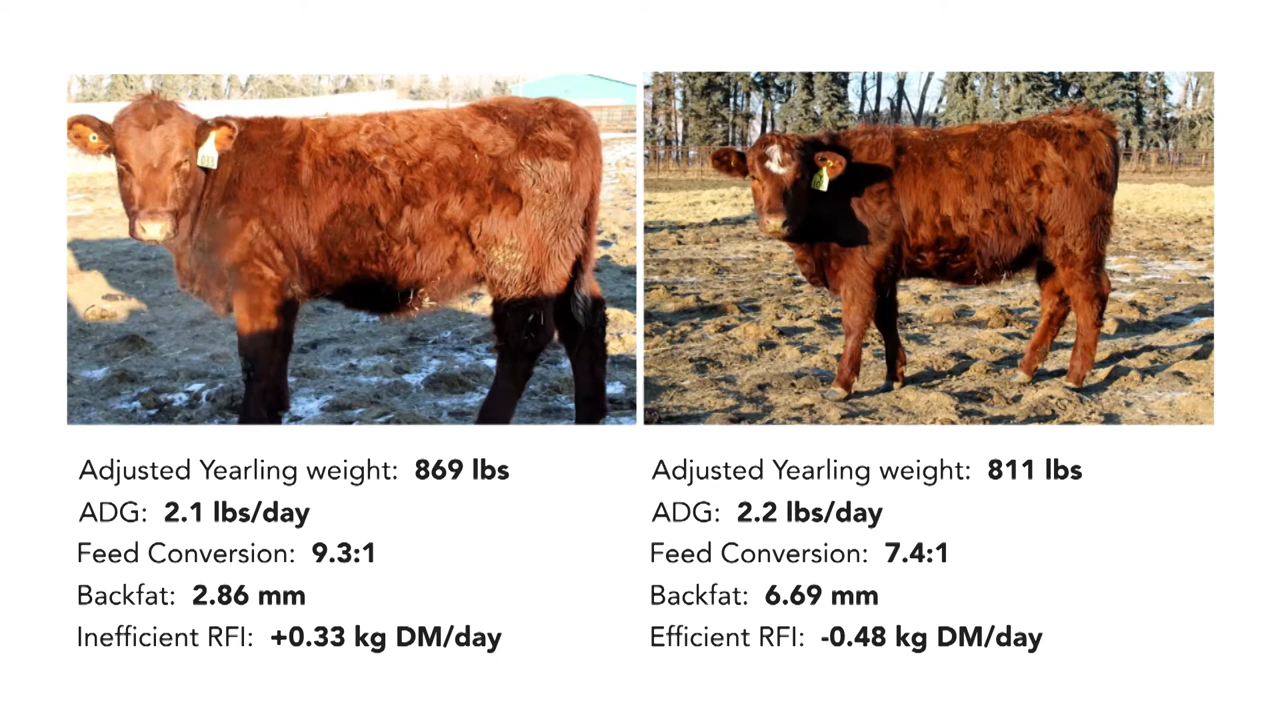 Adjusted Yearling weight: 869 lbs
ADG: 2.1 lbs/day
Feed Conversion: 9.3:1
Backfat: 2.86 mm
Inefficient RFI: +0.33 kg DM/day
Adjusted Yearling weight: 811 lbs
ADG: 2.2 lbs/day
Feed Conversion: 7.4:1
Backfat: 6.69 mm
Efficient RFI: -0.48 kg DM/day